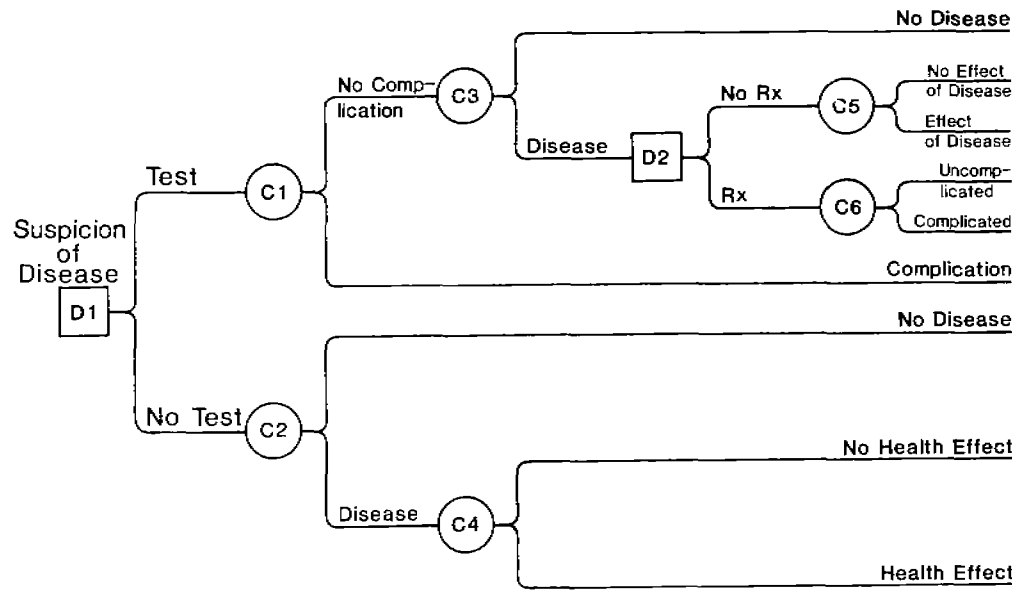 No Disease
No Comp-
lication
C3
No Rx
C5
No Effect
of Disease
Effect
of Disease
Disease
D2
Test
C1
Rx
C6
Uncomp-
licated
Complicated
Suspicion
of
Disease
D1
Complication
No Disease
No Test
C2
No Health Effect
Disease
C4
Health Effect